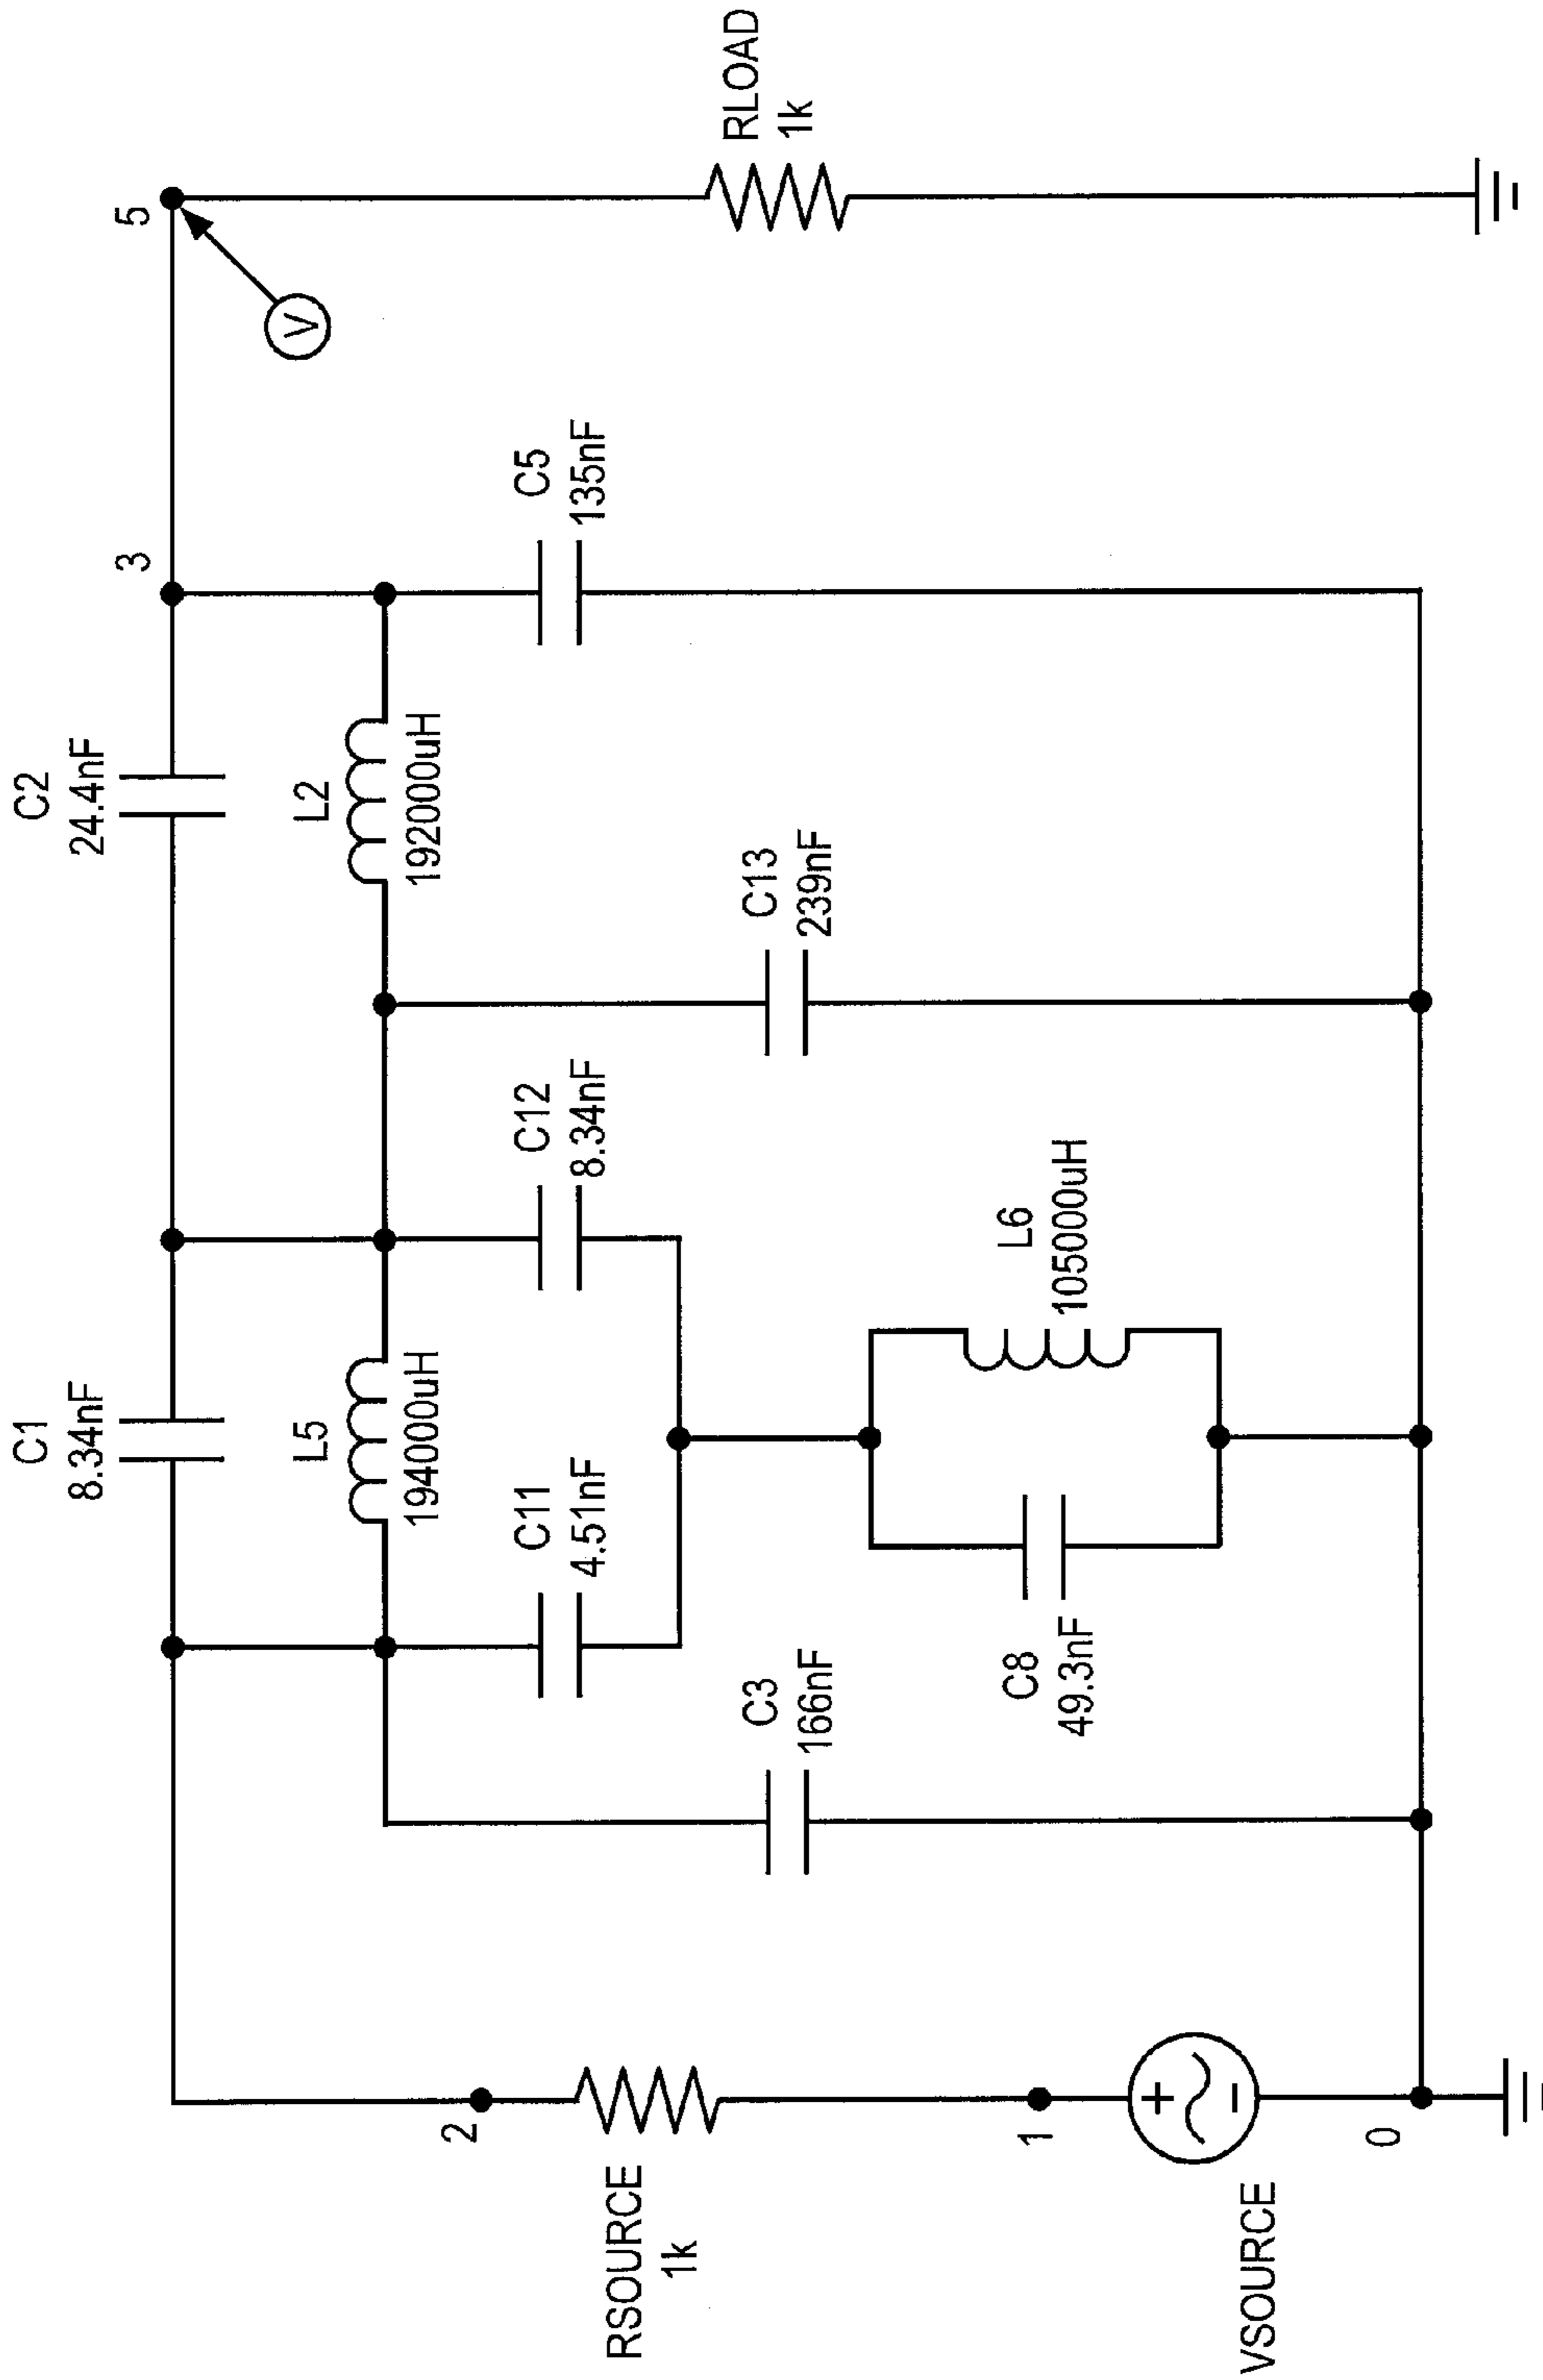 C1
8.34nF
C2
24.4nF
3
5
V
L5
194000uH
L2
192000uH
2
RSOURCE
1k
C11
4.51nF
C12
8.34nF
C5
135nF
RLOAD
1k
C3
166nF
C13
239nF
1
C8
49.3nF
L6
105000uH
VSOURCE
+
-
0